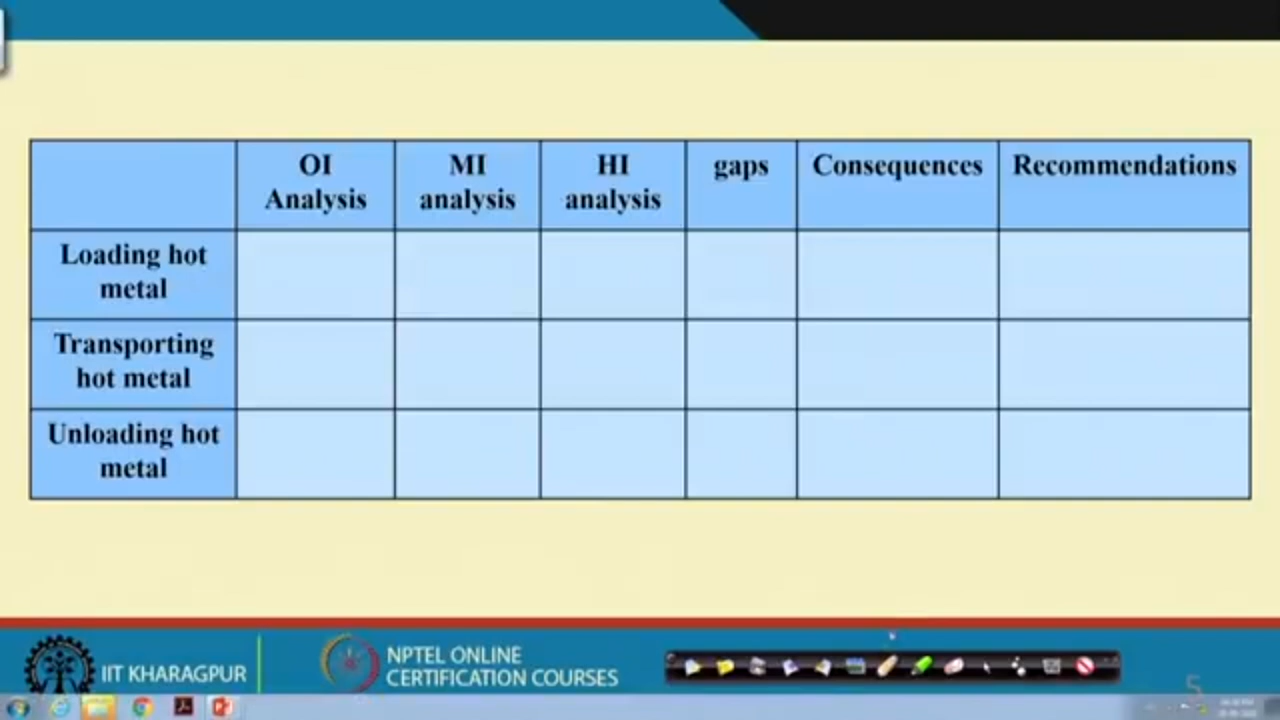 OI Analysis
MI analysis
HI analysis
gaps
Consequences
Recommendations
Loading hot metal
Transporting hot metal
Unloading hot metal
IIT KHARAGPUR
NPTEL ONLINE
CERTIFICATION COURSES
5